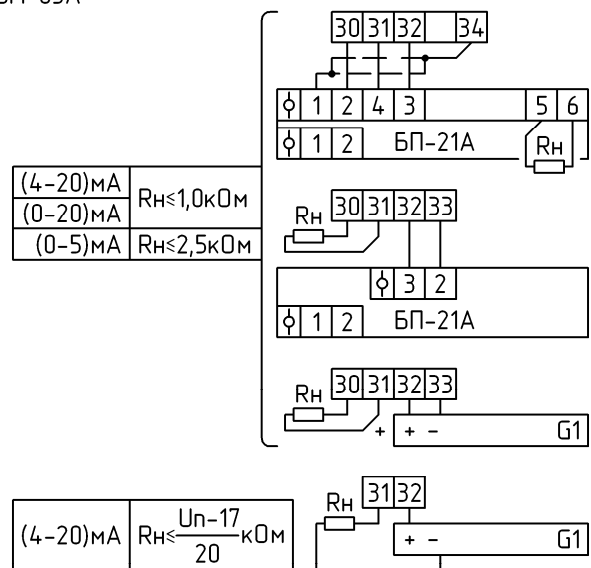 30 31 32 34
ϕ 1 2 4 3 5 6
ϕ 1 2 БП-21А Rн
(4-20)мА Rн≤1,0кОм
(0-20)мА
(0-5)мА Rн≤2,5кОм
Rн 30 31 32 33
ϕ 3 2
ϕ 1 2 БП-21А
Rн 30 31 32 33
+ + - G1
Rн 31 32
(4-20)мА Rн≤ Uп-17 кОм
20
+ - G1